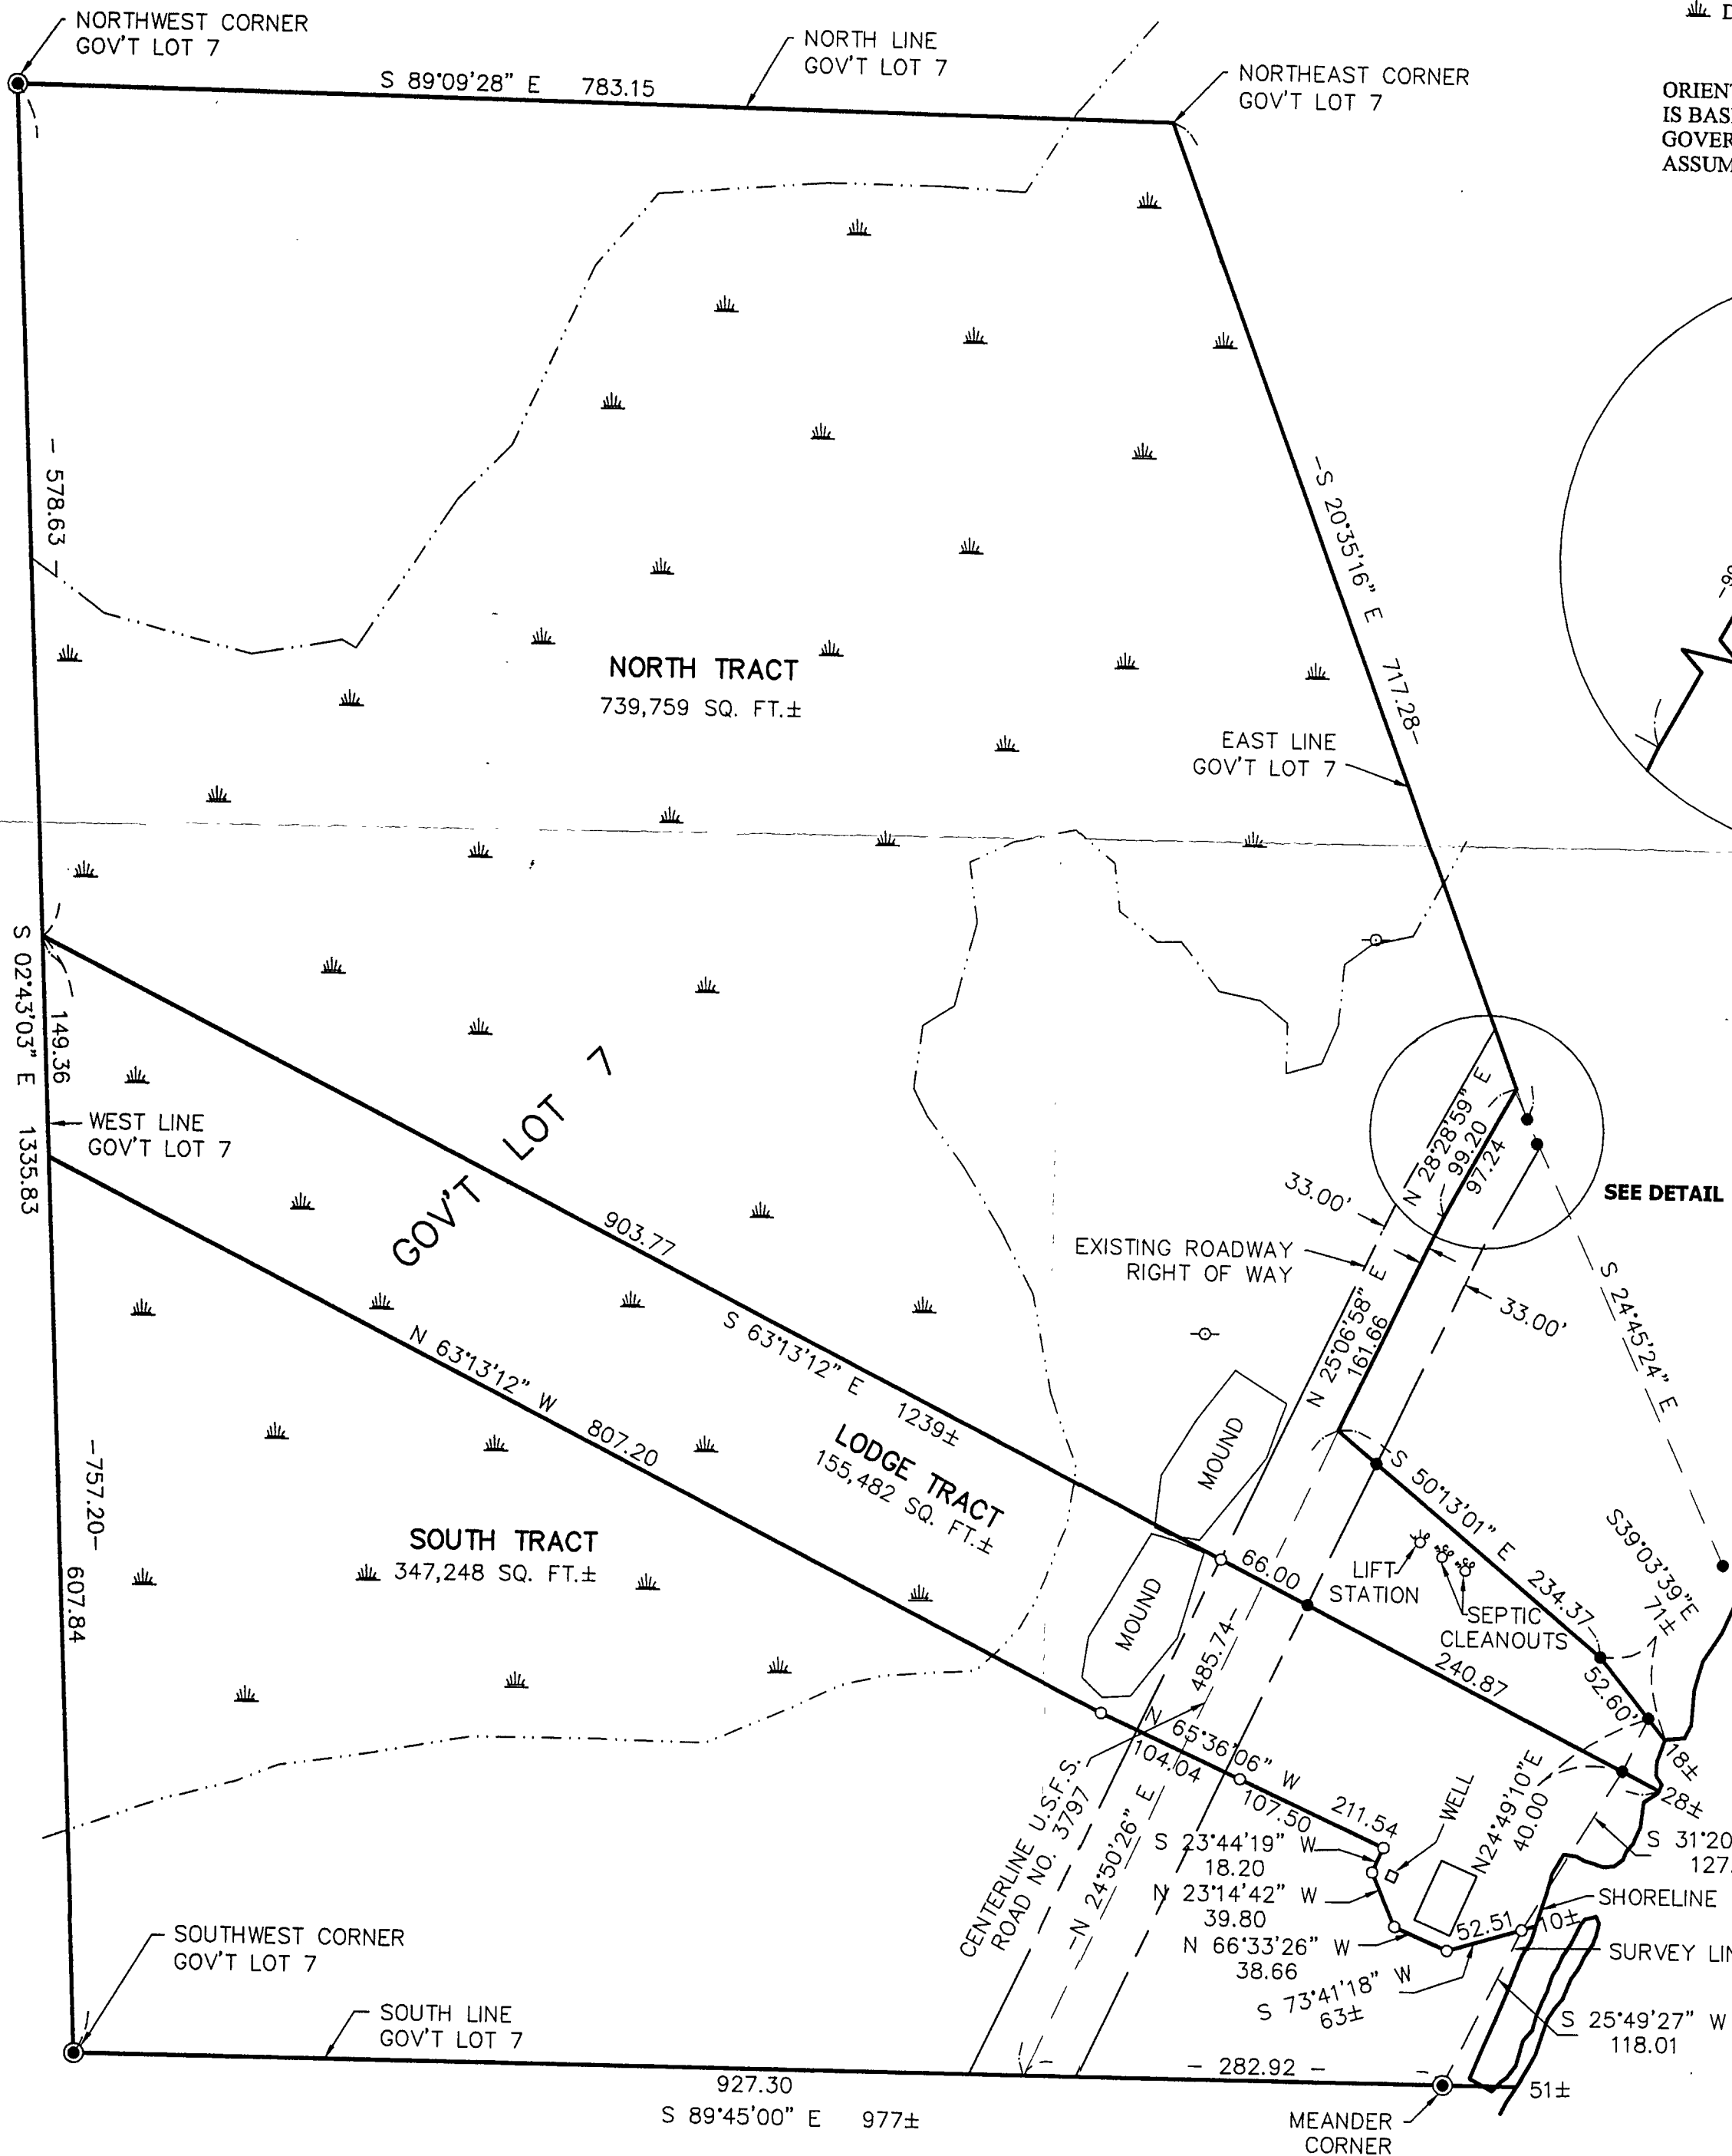 NORTHWEST CORNER
GOV'T LOT 7
S 89°09'28" E 783.15
NORTH LINE
GOV'T LOT 7
NORTHEAST CORNER
GOV'T LOT 7
D
ORIENT
IS BAS
GOVER
ASSUM
- 578.63 -
-S 20°35'16" E 717.28-
NORTH TRACT
739,759 SQ. FT.±
EAST LINE
GOV'T LOT 7
S 02°43'03" E 1335.83
149.36
WEST LINE
GOV'T LOT 7
GOV'T LOT 7
903.77
S 63°13'12" E 1239±
N 63°13'12" W 807.20
LODGE TRACT
155,482 SQ. FT.±
SOUTH TRACT
347,248 SQ. FT.±
-757.20-
607.84
N 28°28'59" E
99.20
97.24
SEE DETAIL
33.00'
EXISTING ROADWAY
RIGHT OF WAY
N 25°06'58" E
161.66
33.00'
S 24°45'24" E
MOUND
MOUND
66.00
S 50°13'01" E 234.37
LIFT
STATION
SEPTIC
CLEANOUTS
S39°03'39"E
71±
52.60'
240.87
18±
28±
485.74-
N 65°36'06" W
104.04
107.50
211.54
CENTERLINE U.S.F.S.
ROAD NO. 3797
-N 24°50'26" E
WELL
N24°49'10"E
40.00
S 31°20
127.
S 23°44'19" W
18.20
N 23°14'42" W
39.80
N 66°33'26" W
38.66
S 73°41'18" W
63±
52.51
10±
SHORELINE
SURVEY LIN
S 25°49'27" W
118.01
SOUTHWEST CORNER
GOV'T LOT 7
SOUTH LINE
GOV'T LOT 7
927.30
S 89°45'00" E 977±
- 282.92 -
51±
MEANDER
CORNER